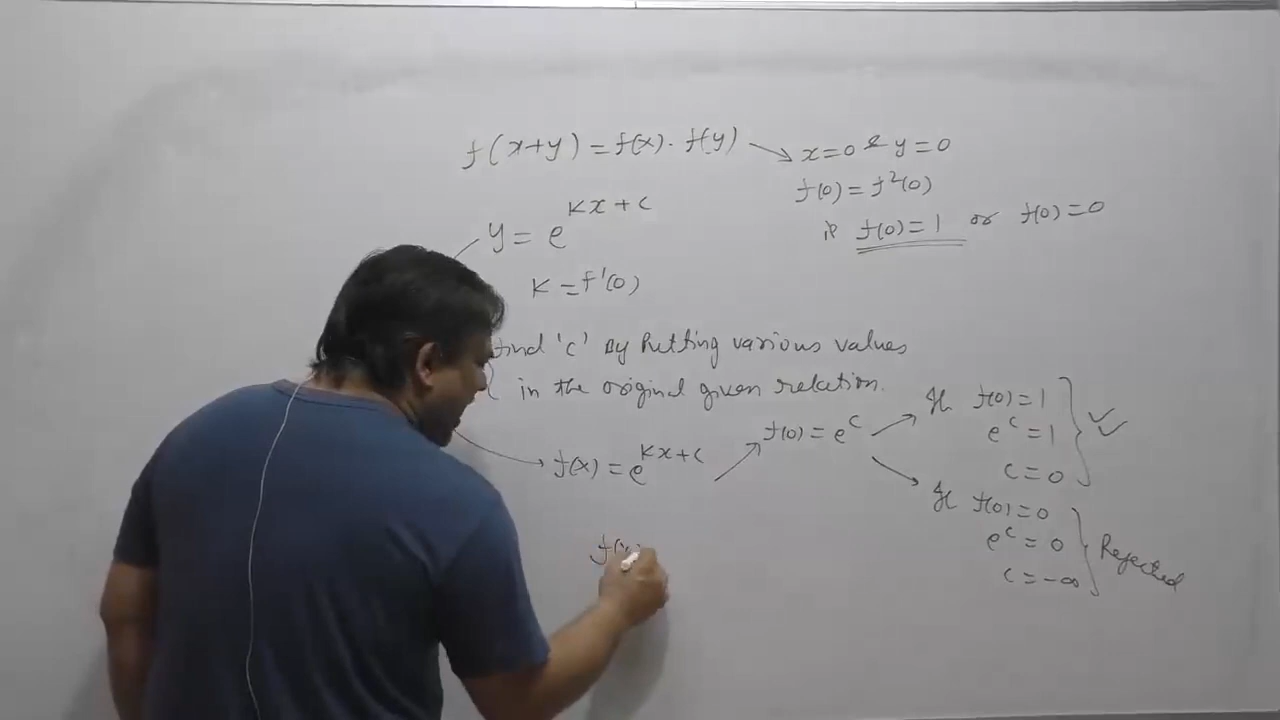 f(x+y) = f(x). f(y)
x=0 & y=0
f(0) = f²(0)
f(0)=1 or f(0)=0
y = e^{Kx+c}
K = f'(0)
find 'c' by putting various values
in the original given relation.
f(x) = e^{Kx+c}
f(0) = e^c
If f(0)=1
e^c = 1
c = 0
If f(0)=0
e^c = 0
c = -∞
Rejected